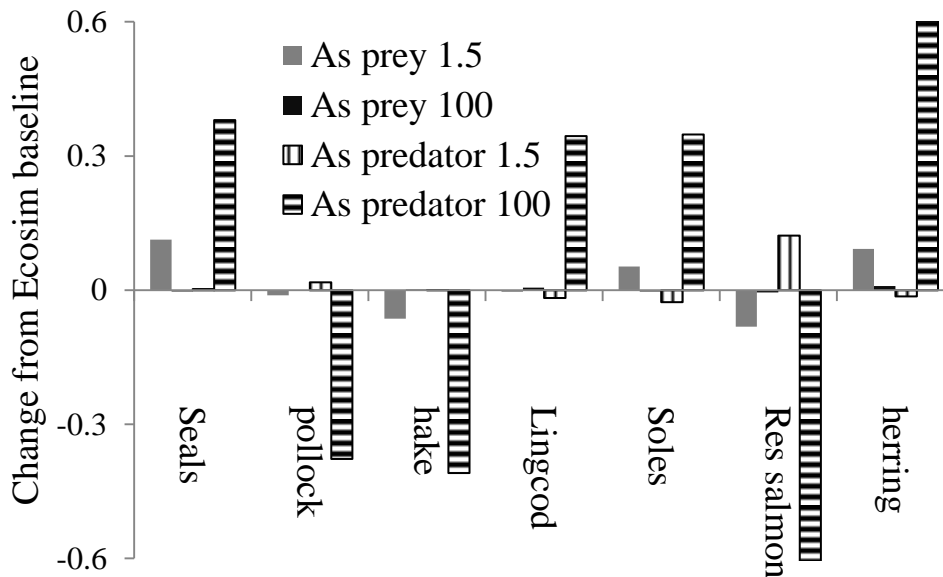 Change from Ecosim baseline
0.6
0.3
0
-0.3
-0.6
As prey 1.5
As prey 100
As predator 1.5
As predator 100
Seals
pollock
hake
Lingcod
Soles
Res salmon
herring